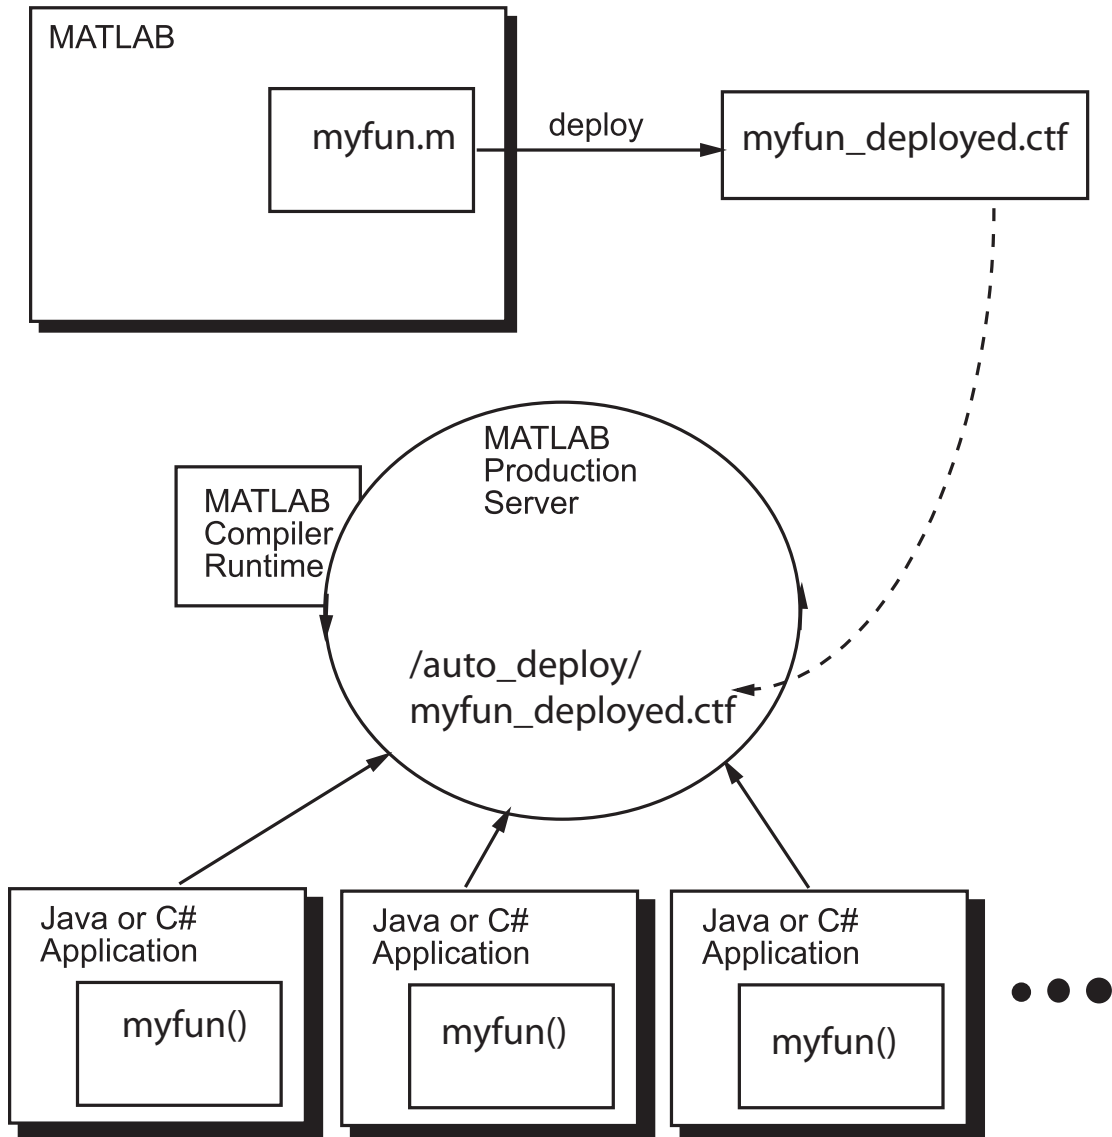 MATLAB
myfun.m
deploy
myfun_deployed.ctf
MATLAB
Production
Server
MATLAB
Compiler
Runtime
/auto_deploy/
myfun_deployed.ctf
Java or C#
Application
myfun()
Java or C#
Application
myfun()
Java or C#
Application
myfun()